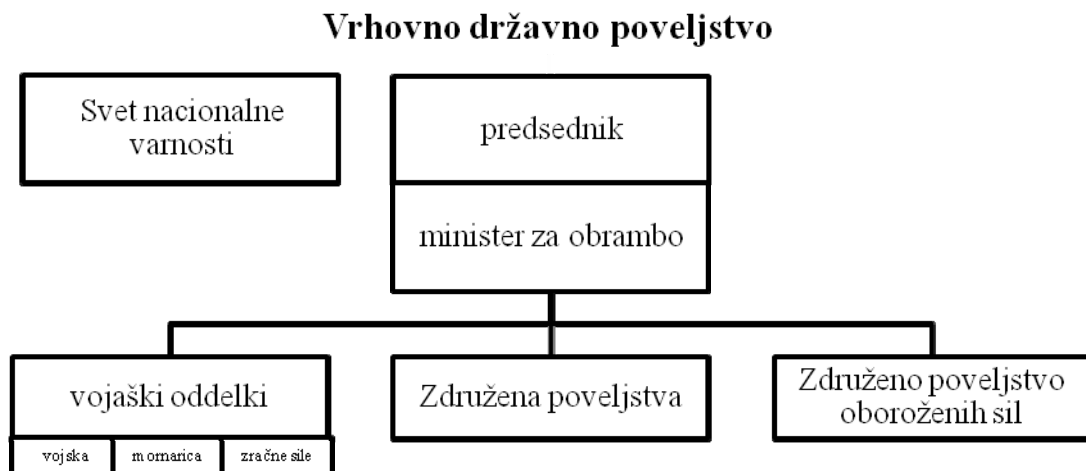 Vrhovno državno poveljstvo
Svet nacionalne
varnosti
predsednik
minister za obrambo
vojaški oddelki
Združena poveljstva
Združeno poveljstvo
oboroženih sil
vojska
mornarica
zračne sile